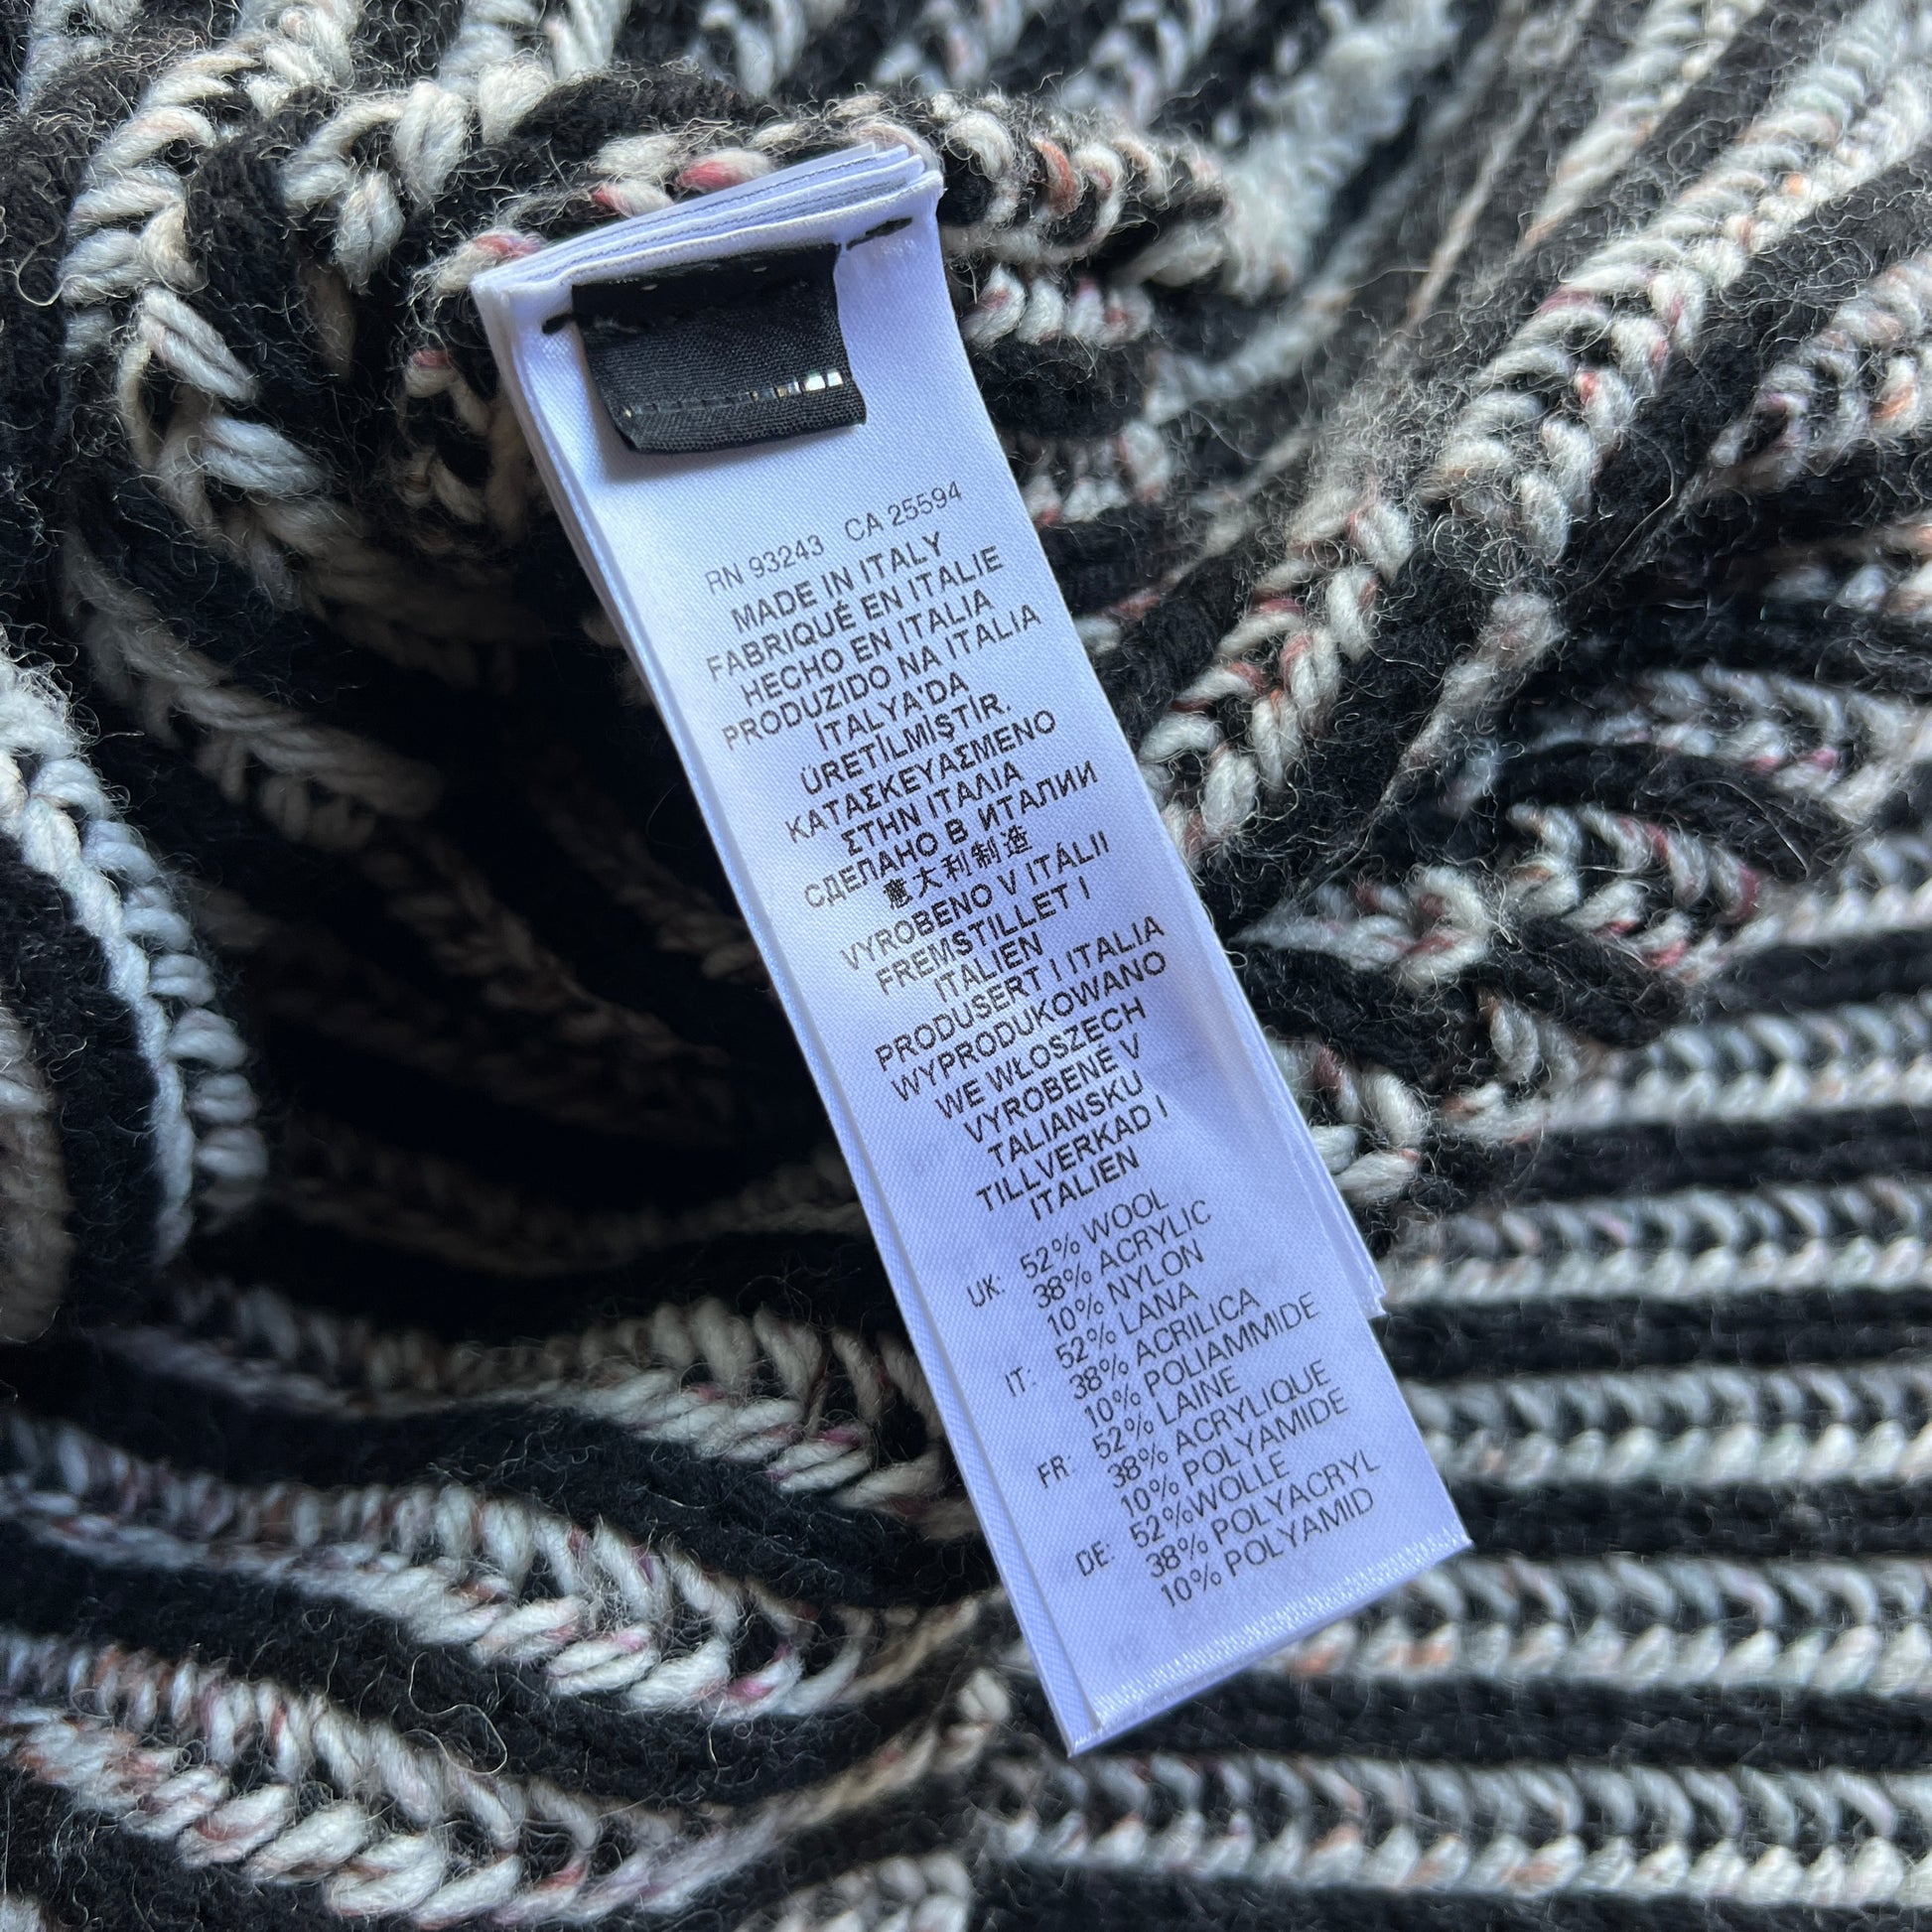 RN 93243 CA 25594
MADE IN ITALY
FABRIQUÉ EN ITALIE
HECHO EN ITALIA
PRODUZIDO NA ITALIA
İTALYA'DA
ÜRETİLMİŞTİR.
ΚΑΤΑΣΚΕΥΑΣΜΕΝΟ
ΣΤΗΝ ΙΤΑΛΙΑ
СДЕЛАНО В ИТАЛИИ
意大利制造
VYROBENO V ITÁLII
FREMSTILLET I
ITALIEN
PRODUSERT I ITALIA
WYPRODUKOWANO
WE WŁOSZECH
VYROBENÉ V
TALIANSKU
TILLVERKAD I
ITALIEN
UK: 52% WOOL
38% ACRYLIC
10% NYLON
IT: 52% LANA
38% ACRILICA
10% POLIAMMIDE
FR: 52% LAINE
38% ACRYLIQUE
10% POLYAMIDE
DE: 52%WOLLE
38% POLYACRYL
10% POLYAMID